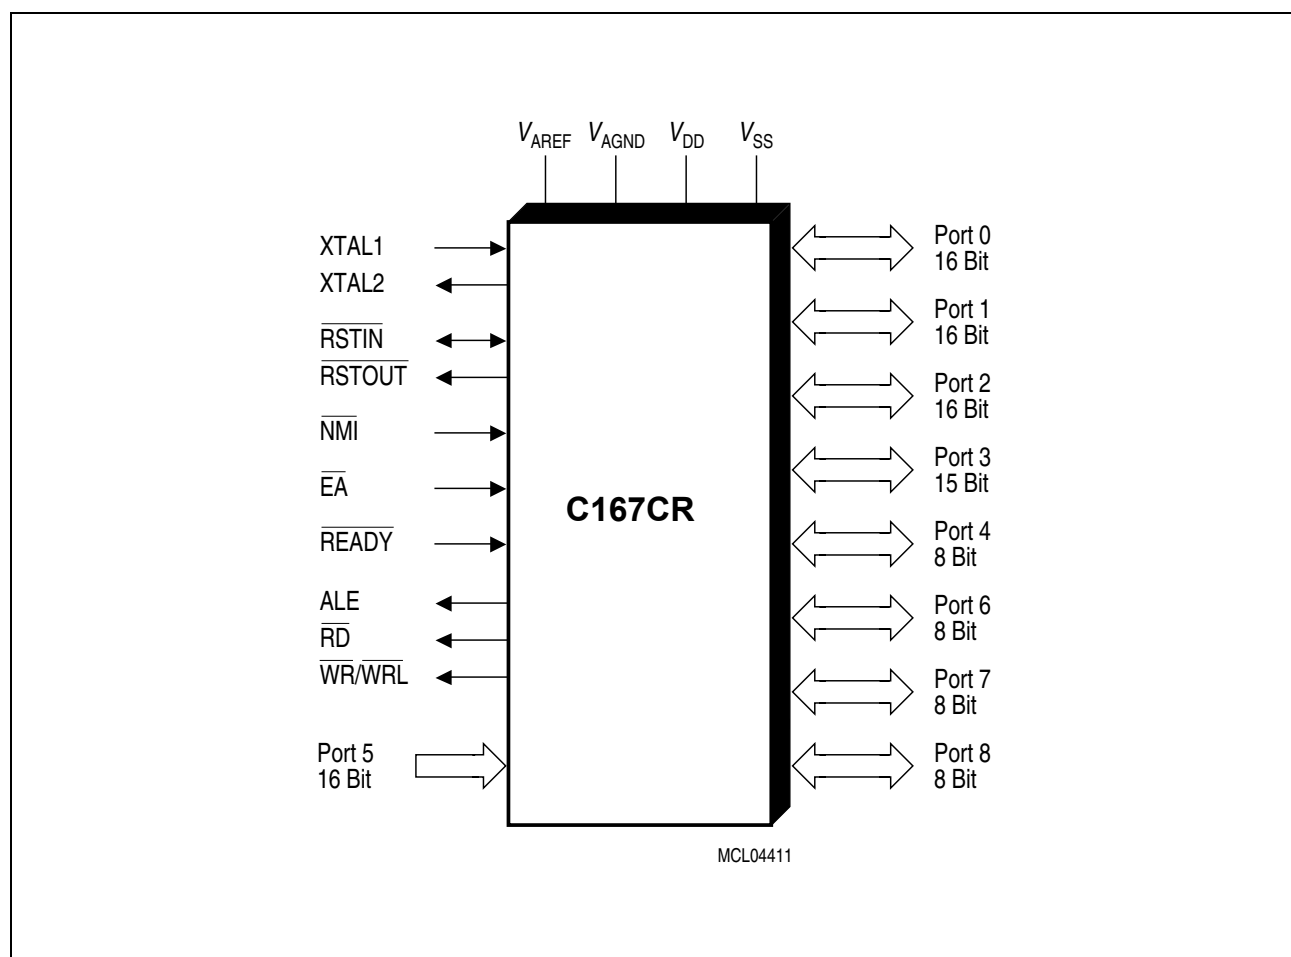 VAREF VAGND VDD VSS
XTAL1
XTAL2
RSTIN
RSTOUT
NMI
EA
READY
ALE
RD
WR/WRL
Port 5
16 Bit
C167CR
Port 0
16 Bit
Port 1
16 Bit
Port 2
16 Bit
Port 3
15 Bit
Port 4
8 Bit
Port 6
8 Bit
Port 7
8 Bit
Port 8
8 Bit
MCL04411